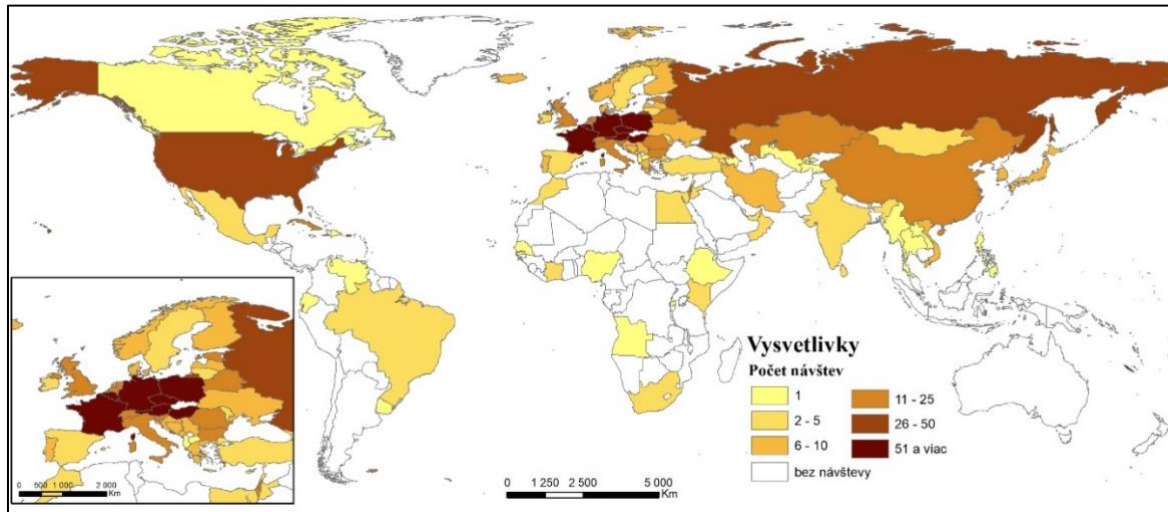 Vysvetlivky
Počet návštev
1
2 - 5
6 - 10
11 - 25
26 - 50
51 a viac
bez návštevy
0 500 1 000 2 000
Km
0 1 250 2 500 5 000
Km